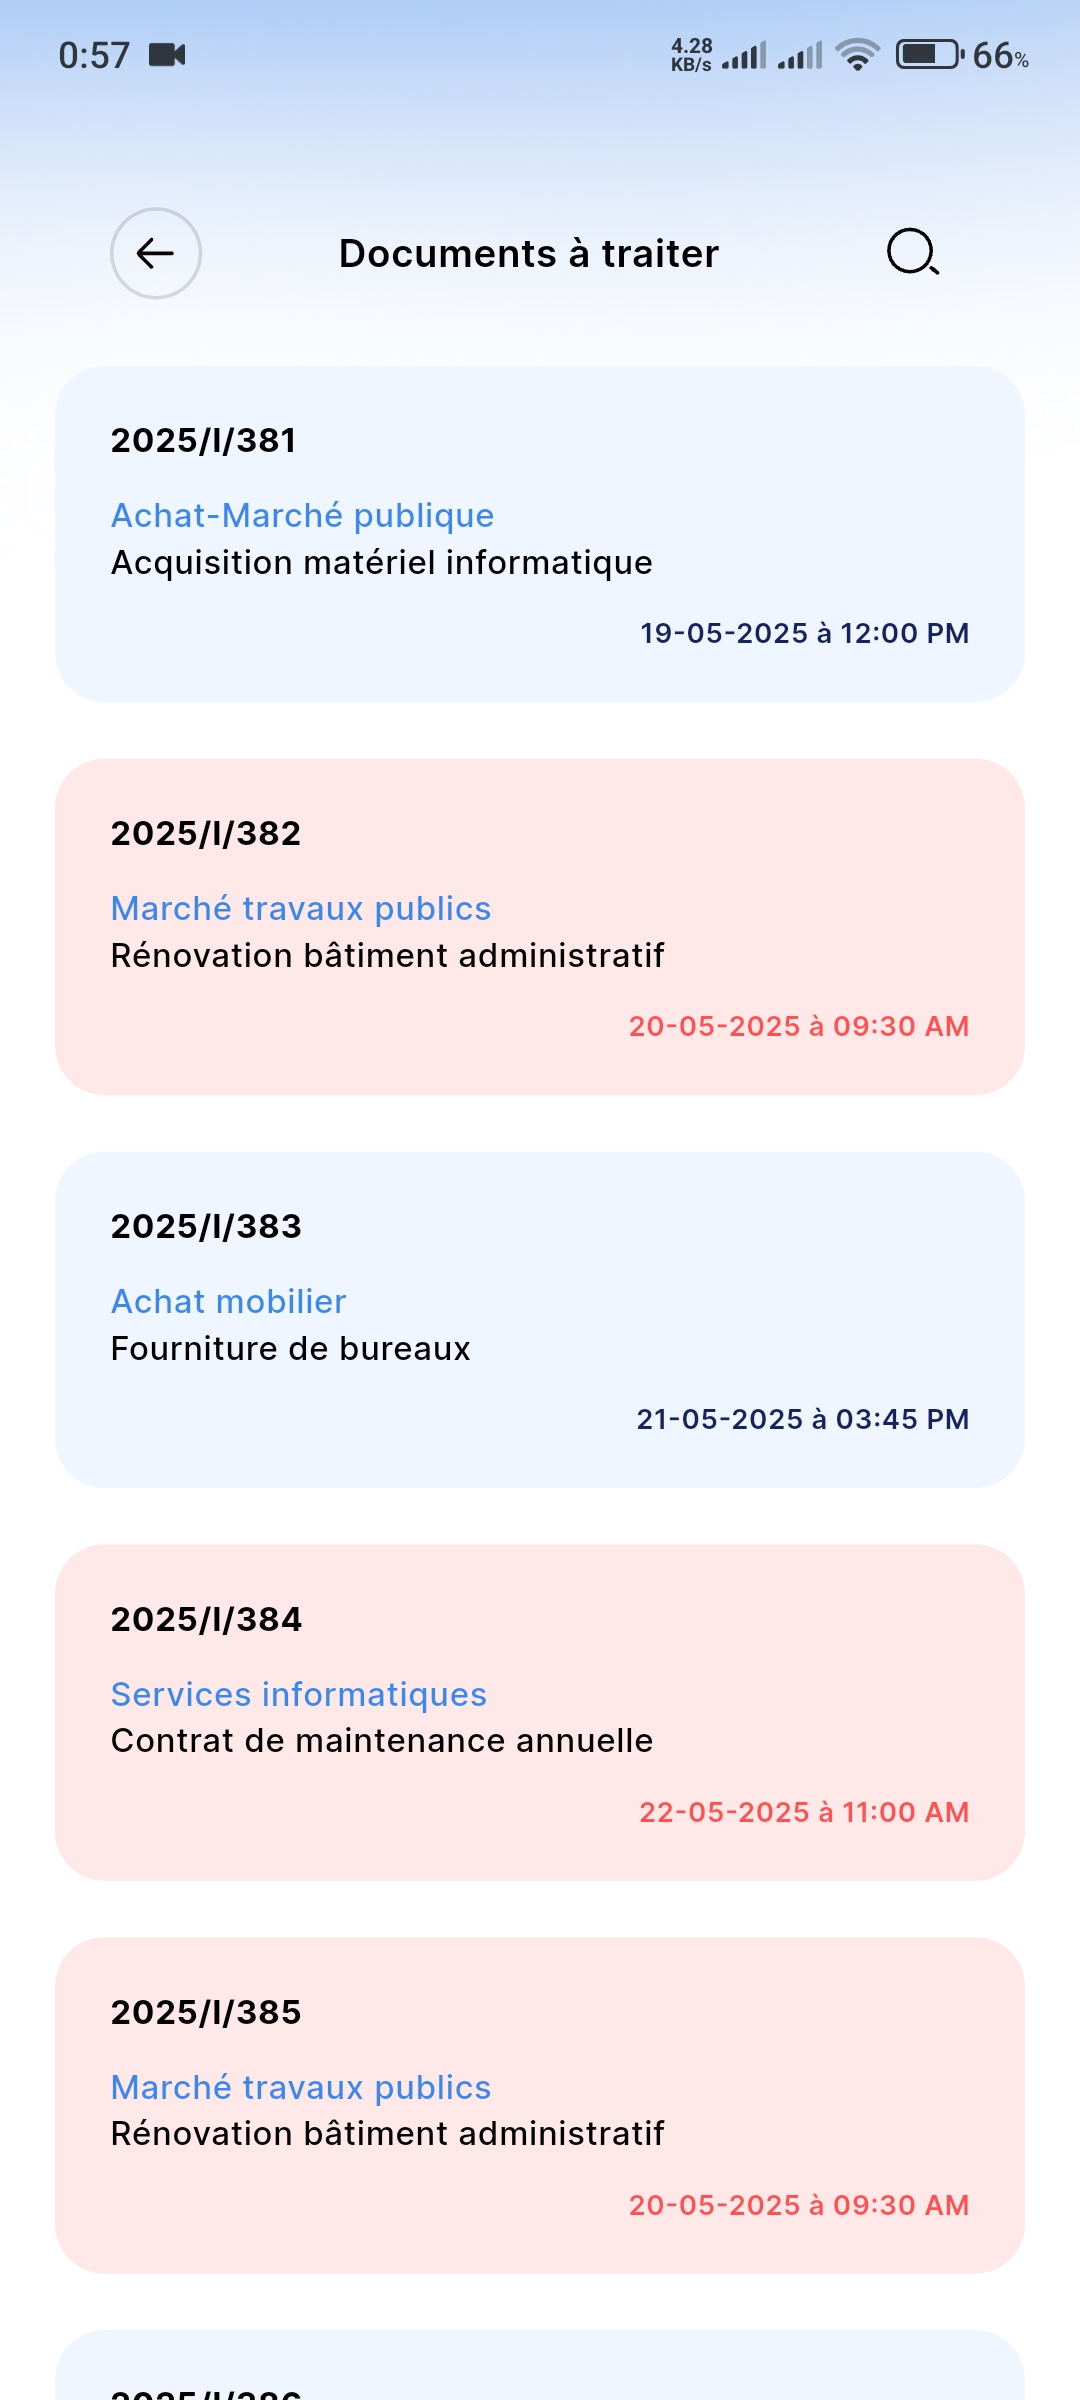 0:57
4.28 KB/s
66%
Documents à traiter
2025/I/381
Achat-Marché publique
Acquisition matériel informatique
19-05-2025 à 12:00 PM
2025/I/382
Marché travaux publics
Rénovation bâtiment administratif
20-05-2025 à 09:30 AM
2025/I/383
Achat mobilier
Fourniture de bureaux
21-05-2025 à 03:45 PM
2025/I/384
Services informatiques
Contrat de maintenance annuelle
22-05-2025 à 11:00 AM
2025/I/385
Marché travaux publics
Rénovation bâtiment administratif
20-05-2025 à 09:30 AM